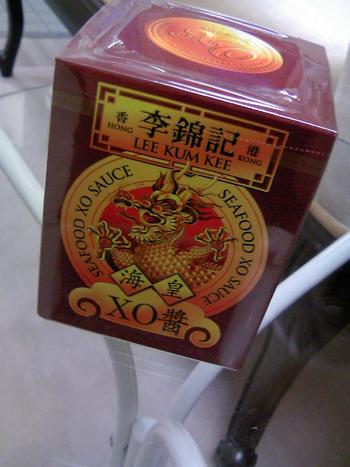 香 李錦記 港
HONG LEE KUM KEE KONG
SEAFOOD XO SAUCE
SEAFOOD XO SAUCE
海皇
XO醬